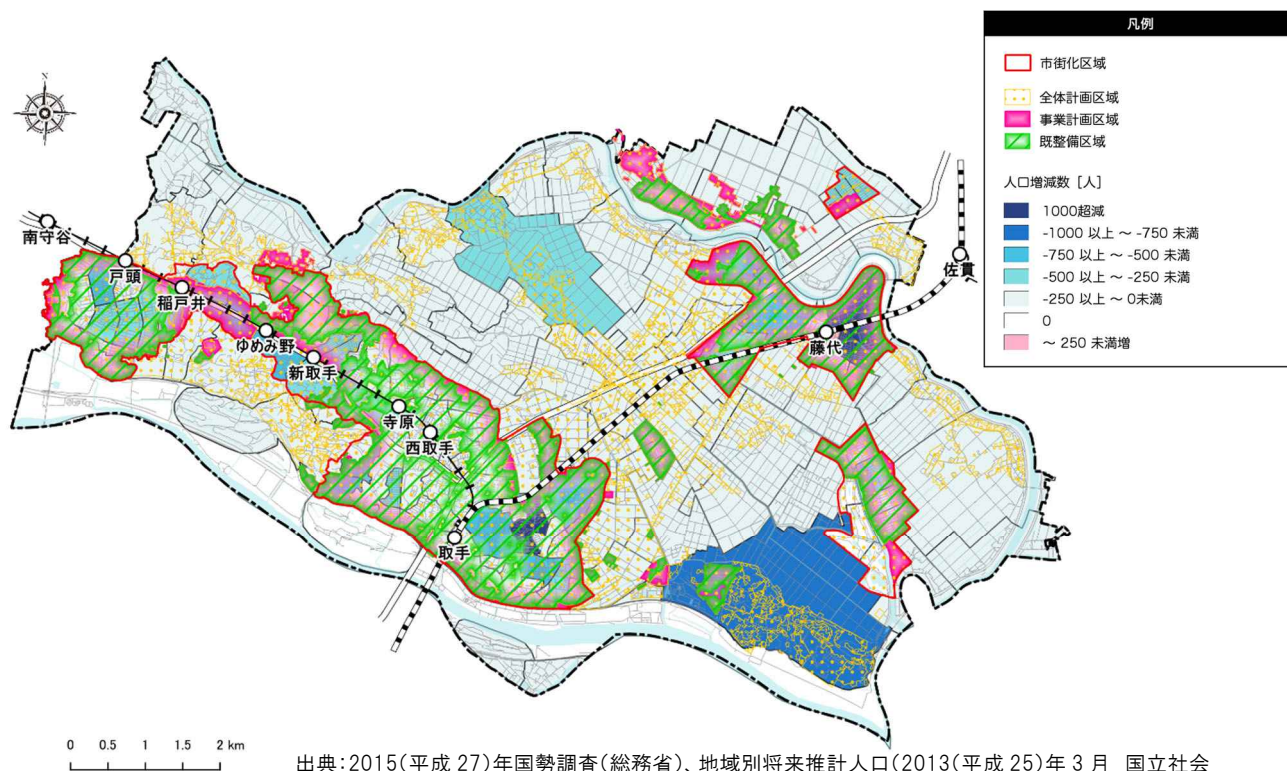 凡例
市街化区域
全体計画区域
事業計画区域
既整備区域
人口増減数 [人]
1000超減
-1000 以上 ～ -750 未満
-750 以上 ～ -500 未満
-500 以上 ～ -250 未満
-250 以上 ～ 0未満
0
～ 250 未満増
N
南守谷
戸頭
稲戸井
ゆめみ野
新取手
寺原
西取手
取手
藤代
佐貫
0 0.5 1 1.5 2 km
出典：2015(平成 27)年国勢調査(総務省)、地域別将来推計人口(2013(平成 25)年 3 月 国立社会